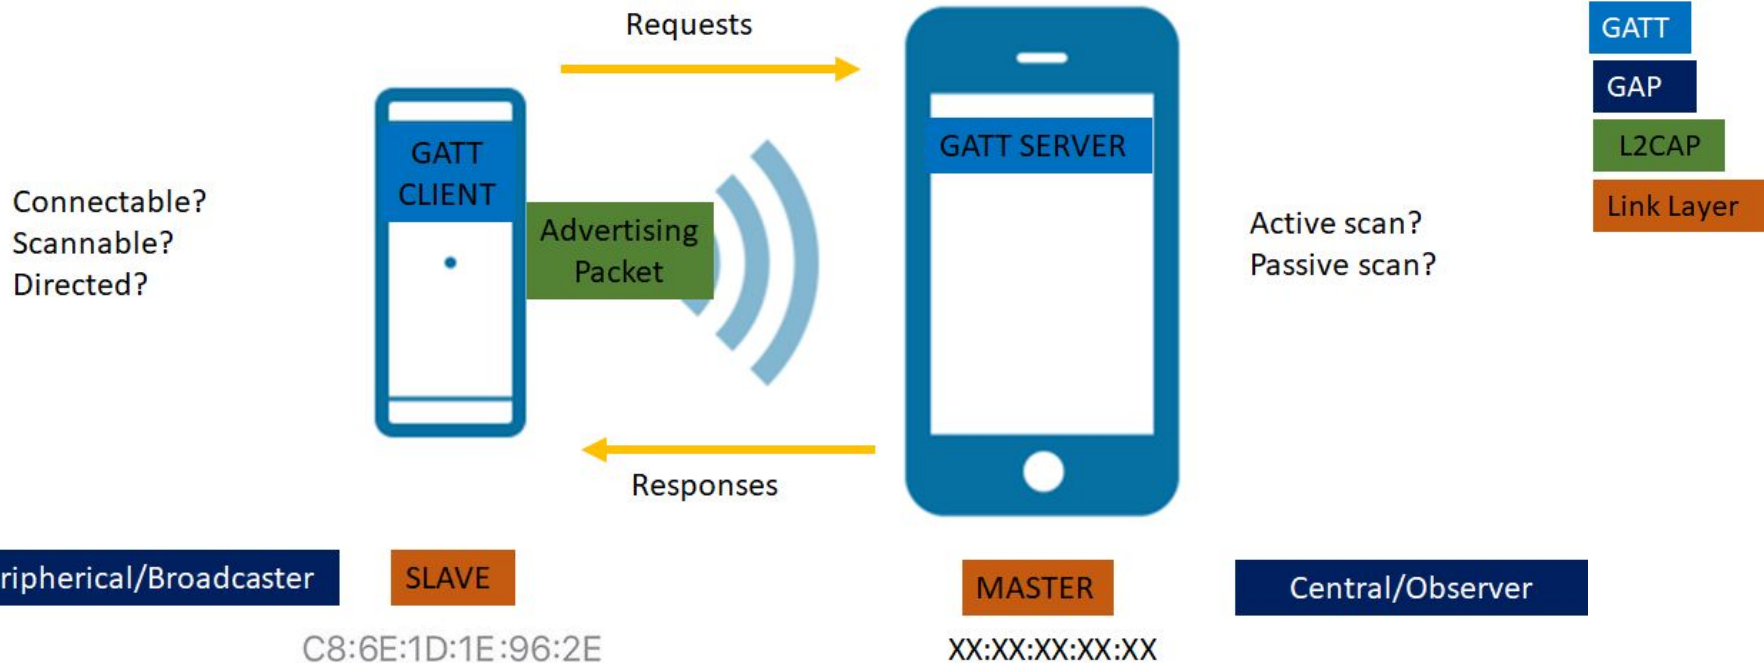 Requests
GATT
GAP
L2CAP
Link Layer
GATT
CLIENT
GATT SERVER
Connectable?
Scannable?
Directed?
Advertising
Packet
Active scan?
Passive scan?
Responses
ripherical/Broadcaster
SLAVE
MASTER
Central/Observer
C8:6E:1D:1E:96:2E
XX:XX:XX:XX:XX